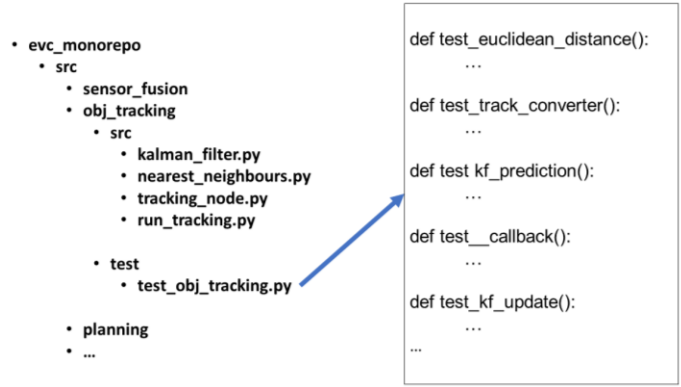 • evc_monorepo
• src
• sensor_fusion
• obj_tracking
• src
• kalman_filter.py
• nearest_neighbours.py
• tracking_node.py
• run_tracking.py
• test
• test_obj_tracking.py
• planning
• ...
def test_euclidean_distance():
...
def test_track_converter():
...
def test kf_prediction():
...
def test__callback():
...
def test_kf_update():
...
...